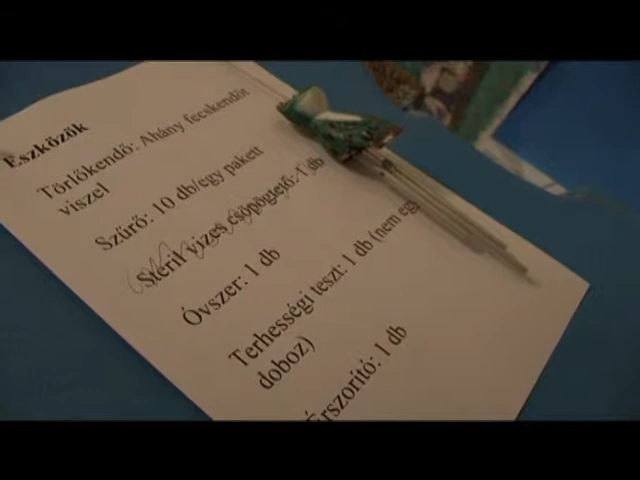 Eszközök
Törlőkendő: Ahány fecskendőt
viszel
Szűrő: 10 db/egy pakett
Steril vizes csöpögtető: 1 db
Óvszer: 1 db
Terhességi teszt: 1 db (nem eg
doboz)
Érszorító: 1 db